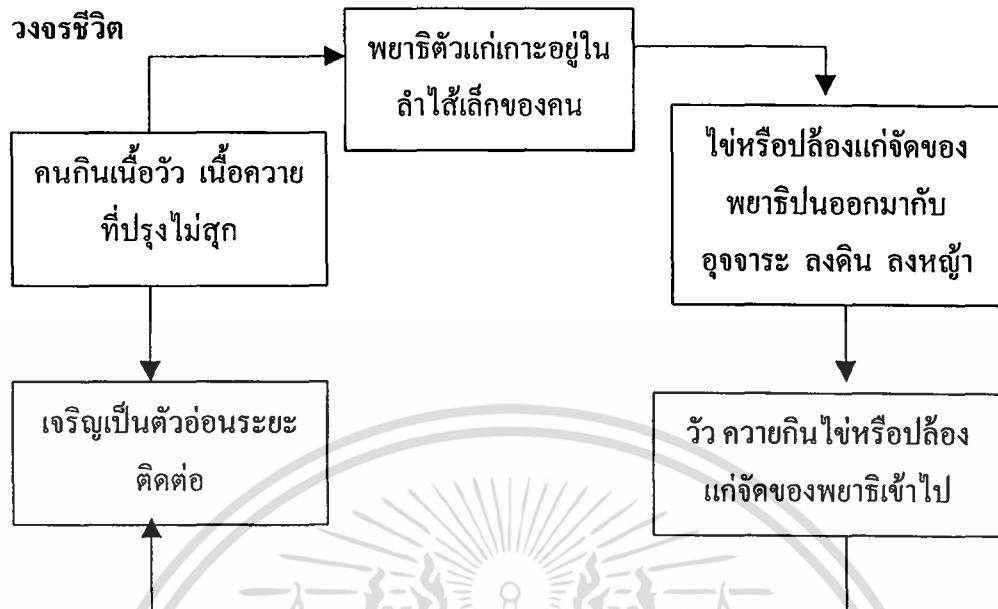 วงจรชีวิต
พยาธิตัวแก่เกาะอยู่ใน
ลำไส้เล็กของคน
คนกินเนื้อวัว เนื้อควาย
ที่ปรุงไม่สุก
ไข่หรือปล้องแก่จัดของ
พยาธิปนออกมากับ
อุจจาระ ลงดิน ลงหญ้า
เจริญเป็นตัวอ่อนระยะ
ติดต่อ
วัว ควายกินไข่หรือปล้อง
แก่จัดของพยาธิเข้าไป